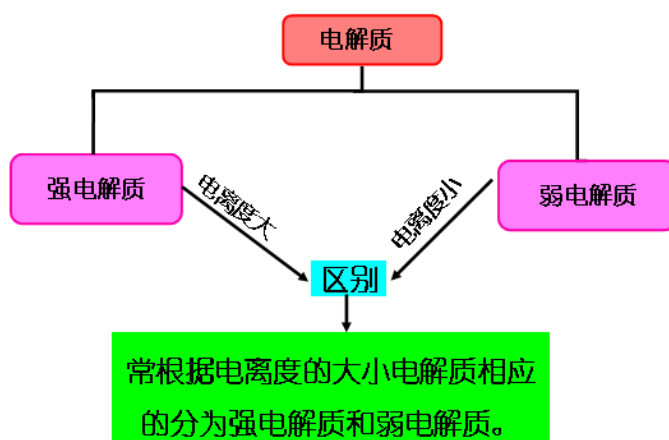 电解质
强电解质
弱电解质
电离度大
电离度小
区别
常根据电离度的大小电解质相应
的分为强电解质和弱电解质。